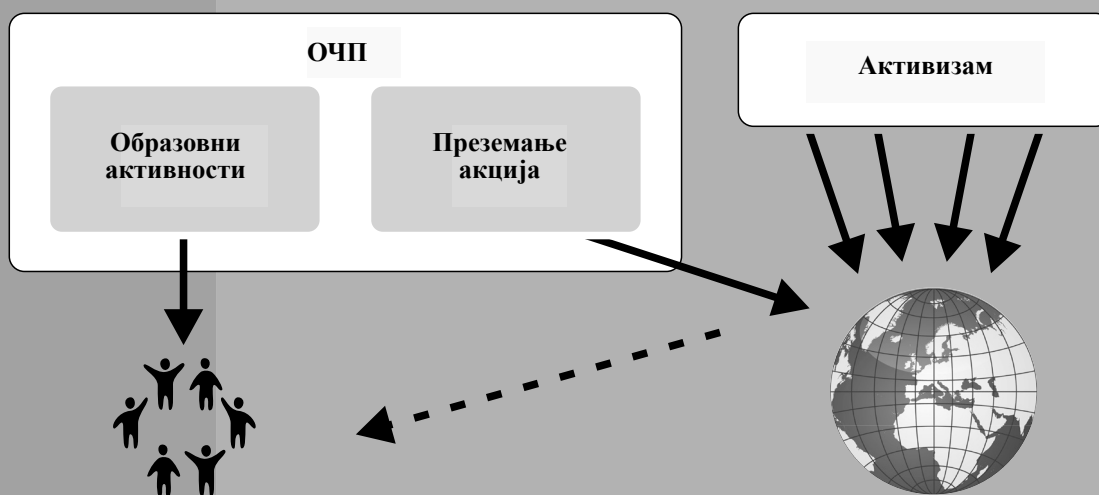 ОЧП
Активизам
Образовни
активности
Преземање
акција